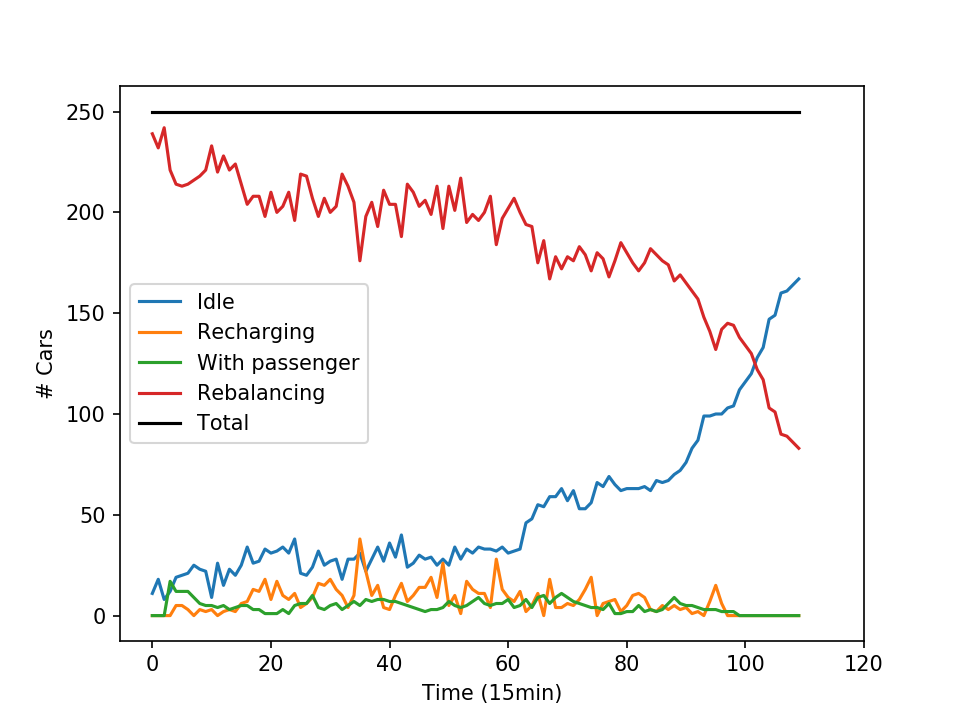 250
200
150
100
50
0
# Cars
Idle
Recharging
With passenger
Rebalancing
Total
0 20 40 60 80 100 120
Time (15min)